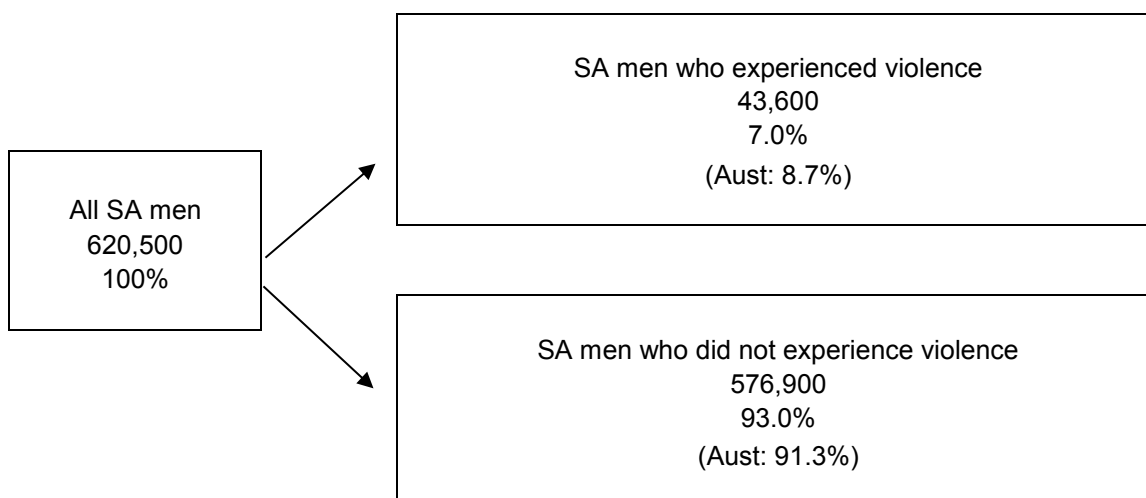 All SA men
620,500
100%
SA men who experienced violence
43,600
7.0%
(Aust: 8.7%)
SA men who did not experience violence
576,900
93.0%
(Aust: 91.3%)